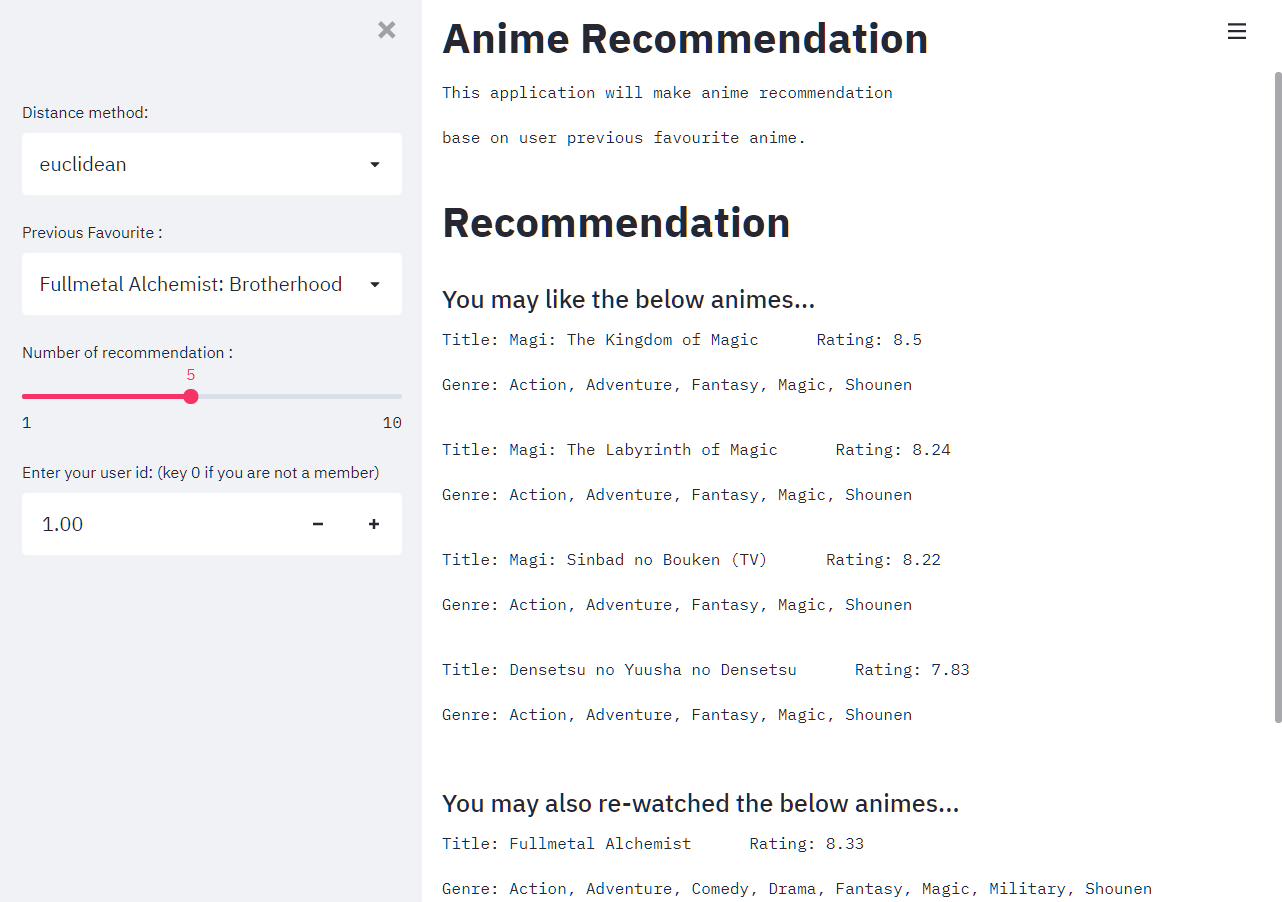 Distance method:
euclidean
Previous Favourite :
Fullmetal Alchemist: Brotherhood
Number of recommendation :
5
1 10
Enter your user id: (key 0 if you are not a member)
1.00 − +
Anime Recommendation
This application will make anime recommendation
base on user previous favourite anime.
Recommendation
You may like the below animes...
Title: Magi: The Kingdom of Magic Rating: 8.5
Genre: Action, Adventure, Fantasy, Magic, Shounen
Title: Magi: The Labyrinth of Magic Rating: 8.24
Genre: Action, Adventure, Fantasy, Magic, Shounen
Title: Magi: Sinbad no Bouken (TV) Rating: 8.22
Genre: Action, Adventure, Fantasy, Magic, Shounen
Title: Densetsu no Yuusha no Densetsu Rating: 7.83
Genre: Action, Adventure, Fantasy, Magic, Shounen
You may also re-watched the below animes...
Title: Fullmetal Alchemist Rating: 8.33
Genre: Action, Adventure, Comedy, Drama, Fantasy, Magic, Military, Shounen